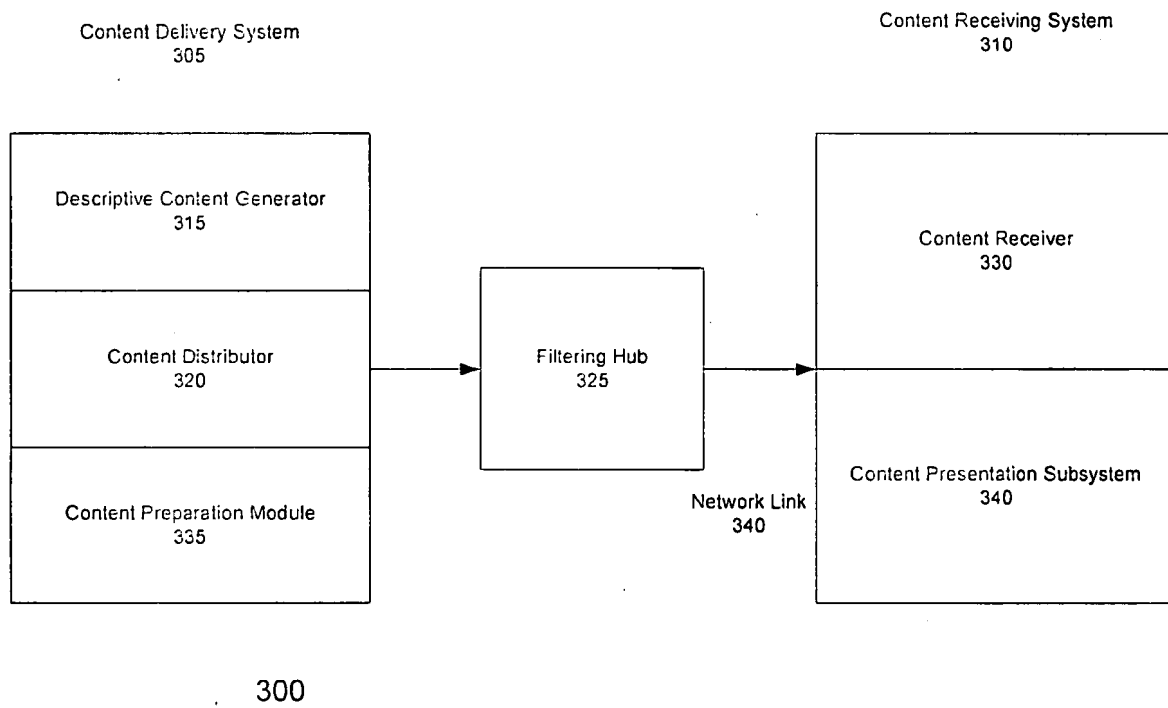 Content Delivery System
305
Content Receiving System
310
Descriptive Content Generator
315
Content Distributor
320
Content Preparation Module
335
Filtering Hub
325
Network Link
340
Content Receiver
330
Content Presentation Subsystem
340
300